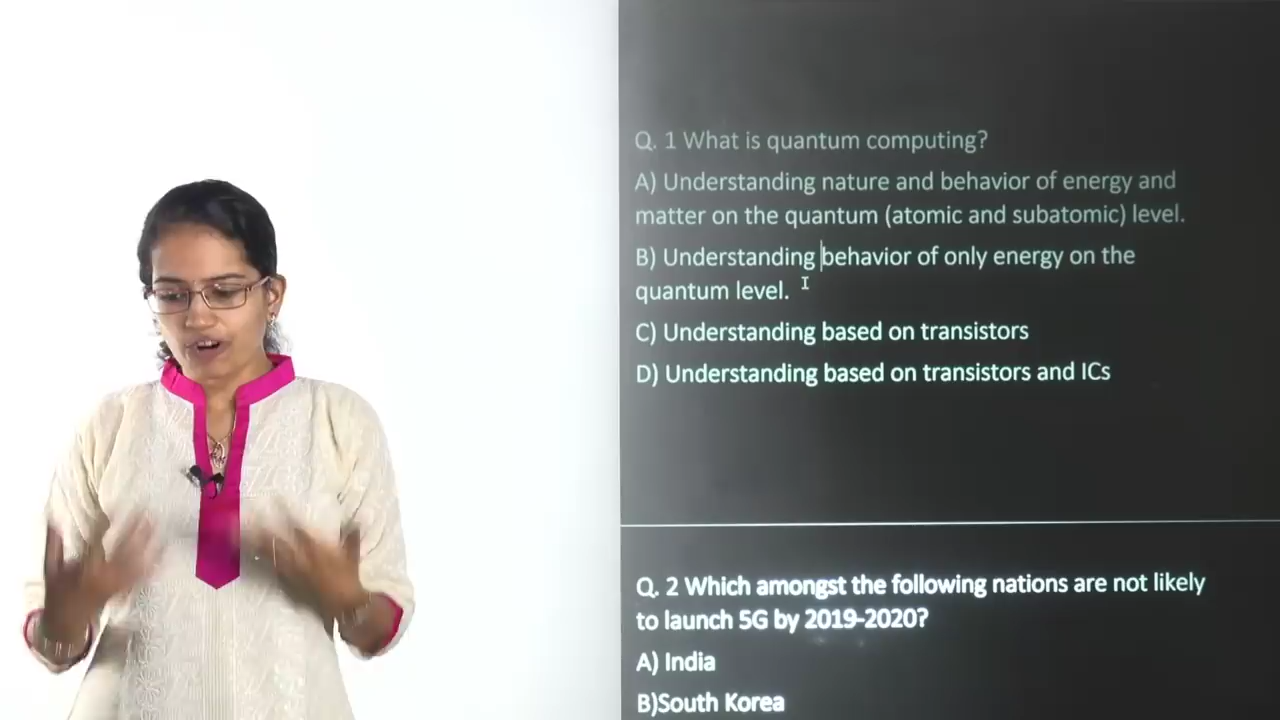 Q. 1 What is quantum computing?
A) Understanding nature and behavior of energy and
matter on the quantum (atomic and subatomic) level.
B) Understanding behavior of only energy on the
quantum level.
C) Understanding based on transistors
D) Understanding based on transistors and ICs
Q. 2 Which amongst the following nations are not likely
to launch 5G by 2019-2020?
A) India
B)South Korea